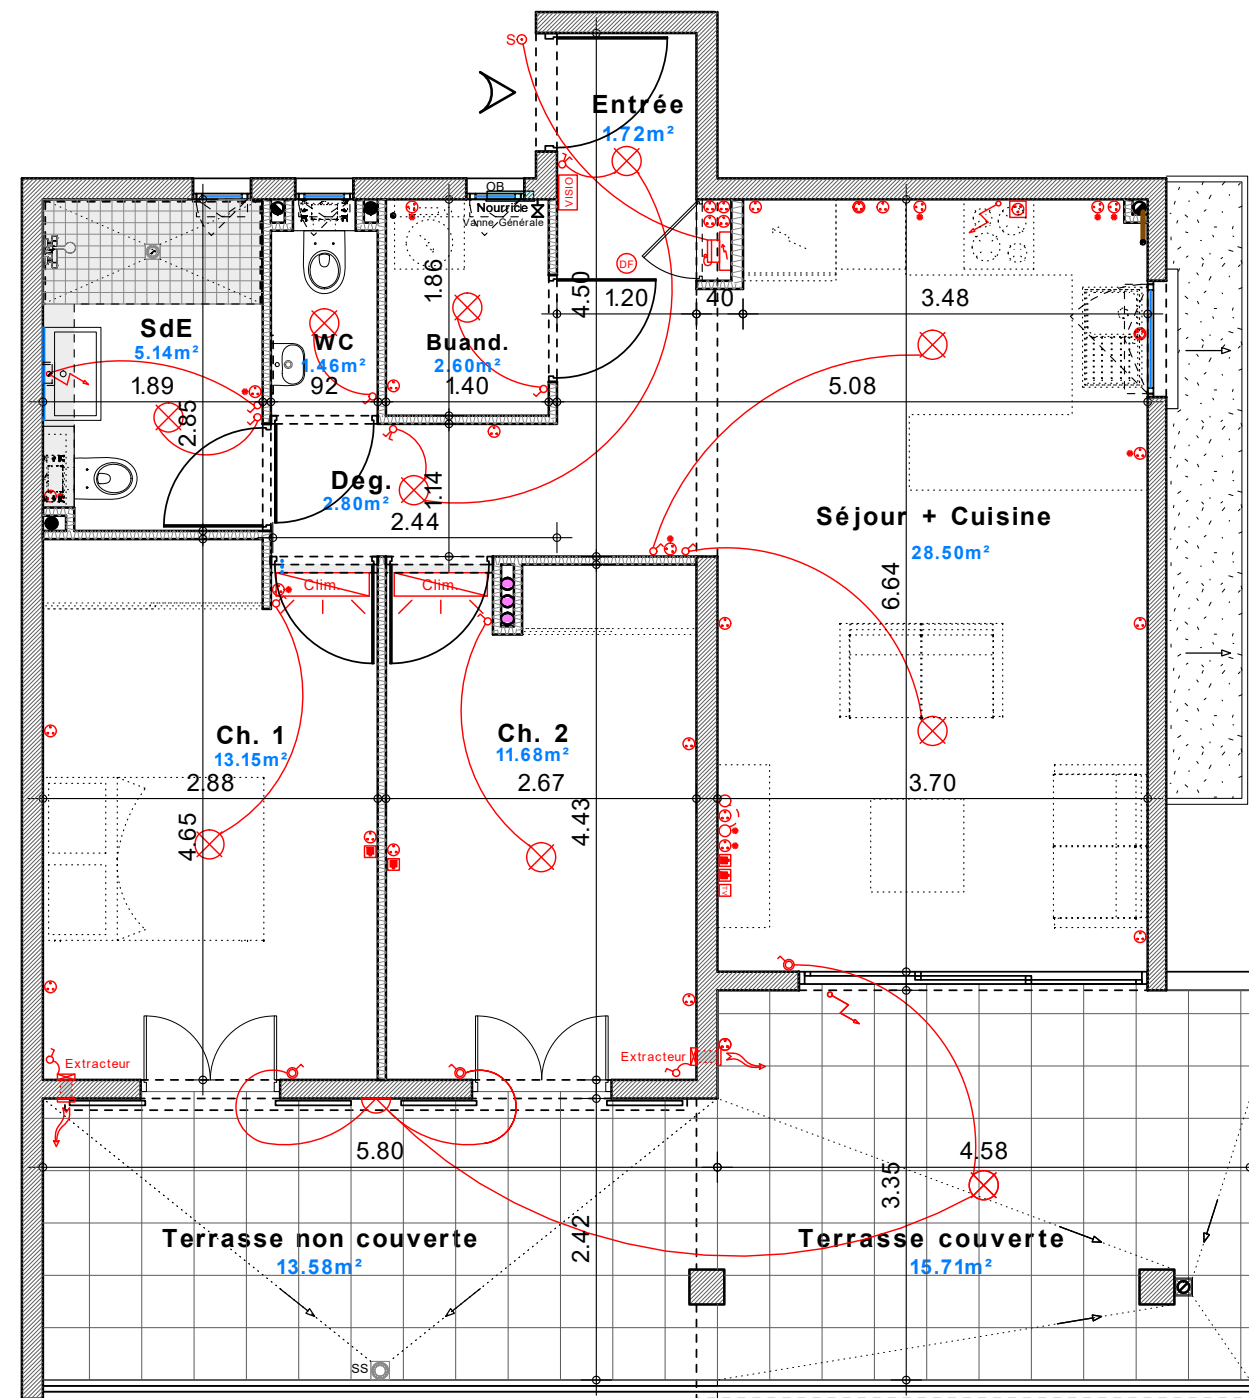 S
Entrée
1.72m²
OB
Nourrice
Vanne Générale
VISIO
DF
4.50
1.20
40
3.48
1.86
SdE
5.14m²
1.89
2.85
WC
1.46m²
92
Buand.
2.60m²
1.40
5.08
Deg.
2.80m²
1.14
2.44
Séjour + Cuisine
28.50m²
6.64
Clim.
Clim.
Ch. 1
13.15m²
2.88
4.65
Ch. 2
11.68m²
2.67
4.43
3.70
TV
Extracteur
Extracteur
5.80
4.58
3.35
2.42
Terrasse non couverte
13.58m²
Terrasse couverte
15.71m²
SS